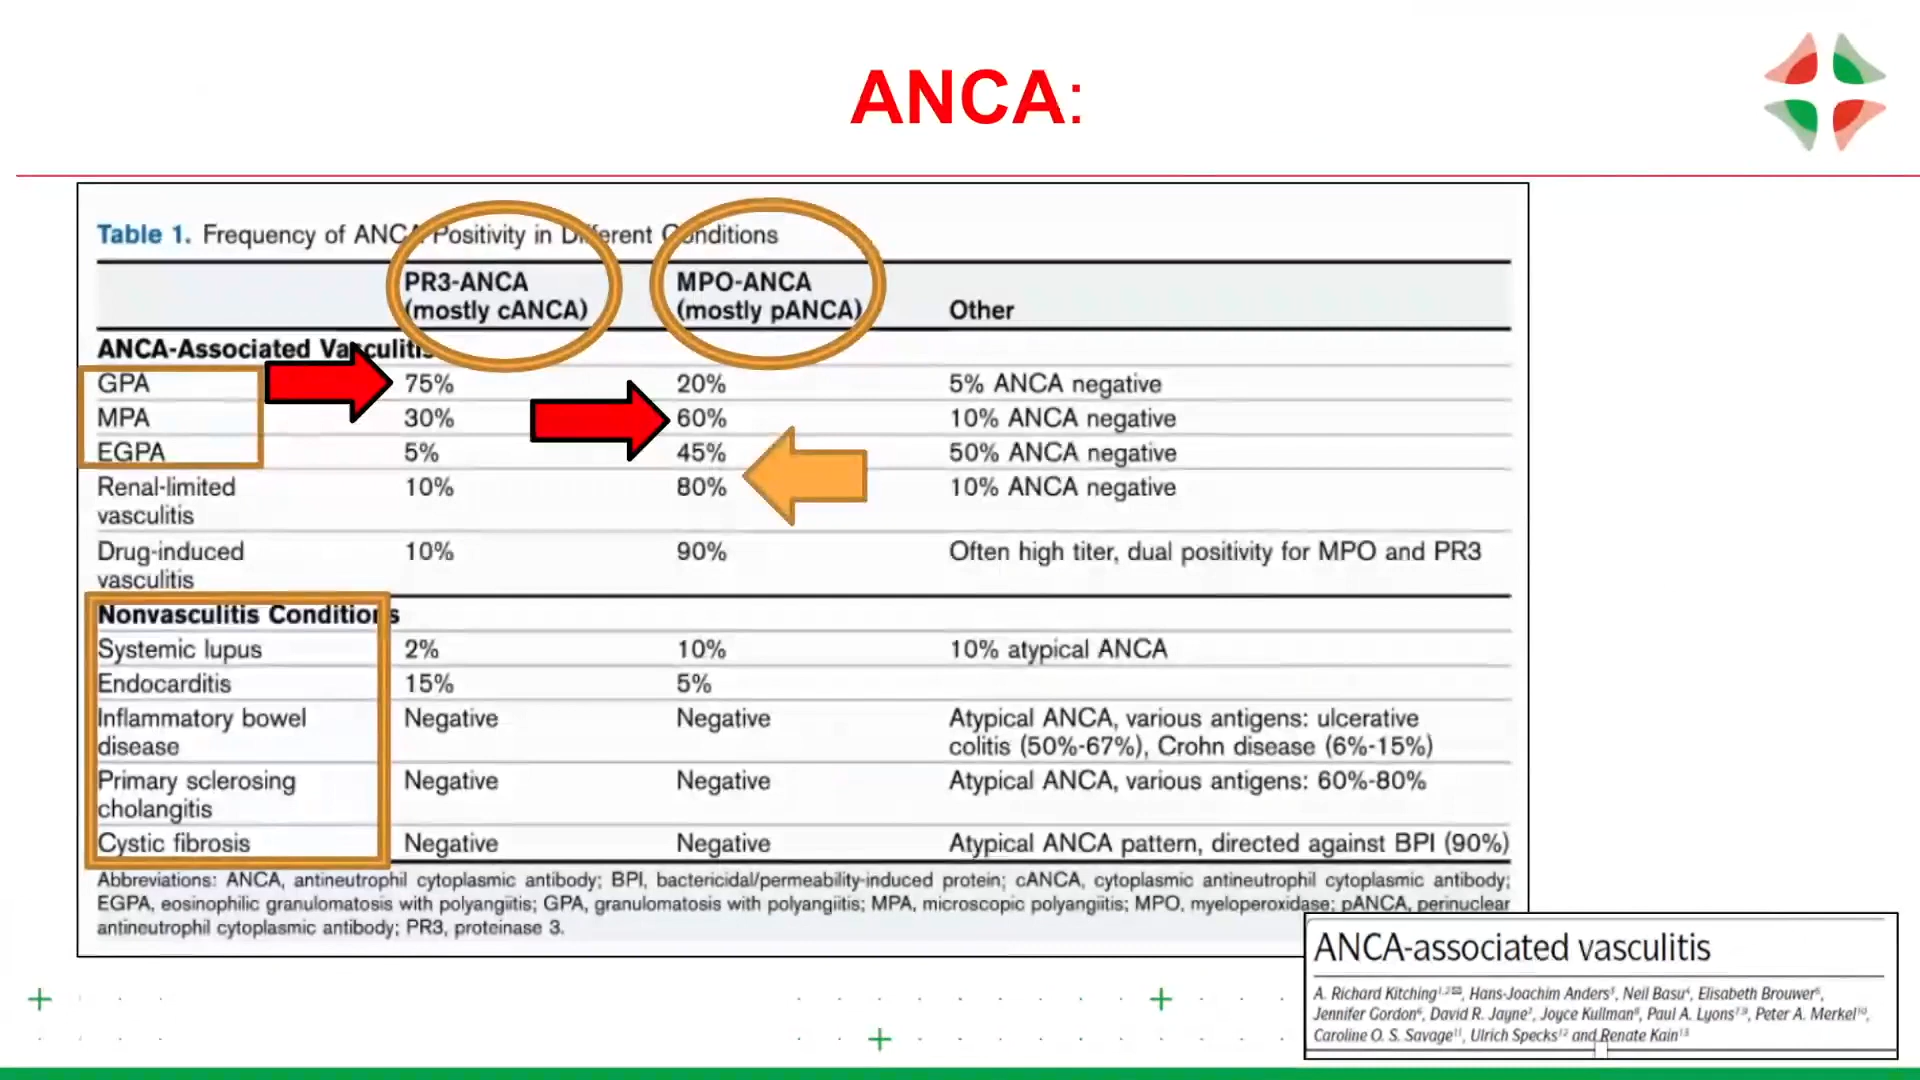 ANCA:
Table 1. Frequency of ANCA Positivity in Different Conditions
PR3-ANCA (mostly cANCA) MPO-ANCA (mostly pANCA) Other
ANCA-Associated Vasculitis
GPA 75% 20% 5% ANCA negative
MPA 30% 60% 10% ANCA negative
EGPA 5% 45% 50% ANCA negative
Renal-limited vasculitis 10% 80% 10% ANCA negative
Drug-induced vasculitis 10% 90% Often high titer, dual positivity for MPO and PR3
Nonvasculitis Conditions
Systemic lupus 2% 10% 10% atypical ANCA
Endocarditis 15% 5%
Inflammatory bowel disease Negative Negative Atypical ANCA, various antigens: ulcerative colitis (50%-67%), Crohn disease (6%-15%)
Primary sclerosing cholangitis Negative Negative Atypical ANCA, various antigens: 60%-80%
Cystic fibrosis Negative Negative Atypical ANCA pattern, directed against BPI (90%)
Abbreviations: ANCA, antineutrophil cytoplasmic antibody; BPI, bactericidal/permeability-induced protein; cANCA, cytoplasmic antineutrophil cytoplasmic antibody;
EGPA, eosinophilic granulomatosis with polyangiitis; GPA, granulomatosis with polyangiitis; MPA, microscopic polyangiitis; MPO, myeloperoxidase; pANCA, perinuclear
antineutrophil cytoplasmic antibody; PR3, proteinase 3.
ANCA-associated vasculitis
A. Richard Kitching, Hans-Joachim Anders, Neil Basu, Elisabeth Brouwer,
Jennifer Gordon, David R. Jayne, Joyce Kullman, Paul A. Lyons, Peter A. Merkel,
Caroline O. S. Savage, Ulrich Specks and Renate Kain